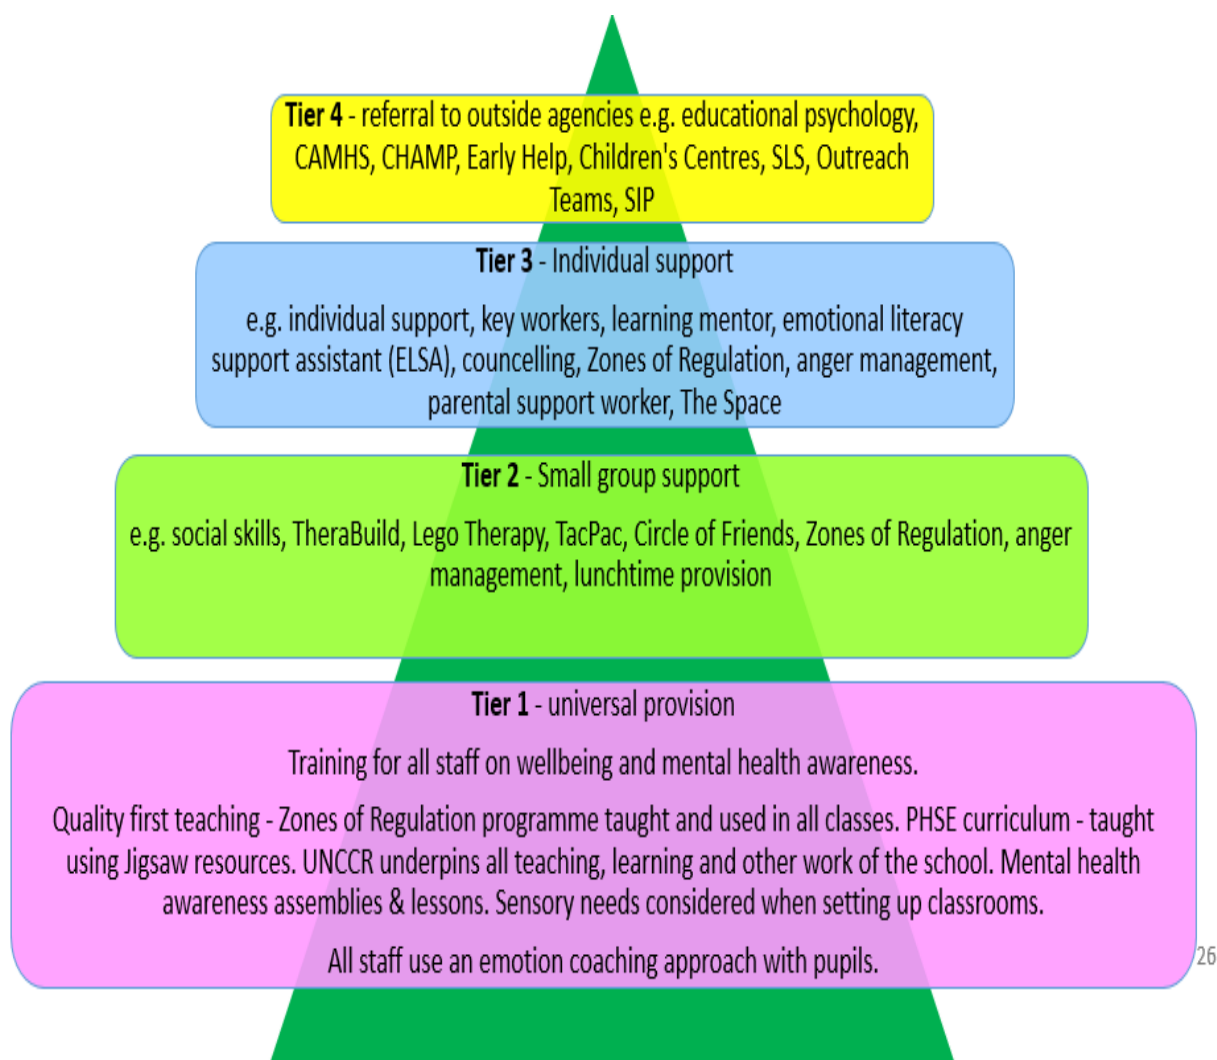 Tier 4 - referral to outside agencies e.g. educational psychology,
CAMHS, CHAMP, Early Help, Children's Centres, SLS, Outreach
Teams, SIP
Tier 3 - Individual support
e.g. individual support, key workers, learning mentor, emotional literacy
support assistant (ELSA), councelling, Zones of Regulation, anger management,
parental support worker, The Space
Tier 2 - Small group support
e.g. social skills, TheraBuild, Lego Therapy, TacPac, Circle of Friends, Zones of Regulation, anger
management, lunchtime provision
Tier 1 - universal provision
Training for all staff on wellbeing and mental health awareness.
Quality first teaching - Zones of Regulation programme taught and used in all classes. PHSE curriculum - taught
using Jigsaw resources. UNCCR underpins all teaching, learning and other work of the school. Mental health
awareness assemblies & lessons. Sensory needs considered when setting up classrooms.
All staff use an emotion coaching approach with pupils.
26